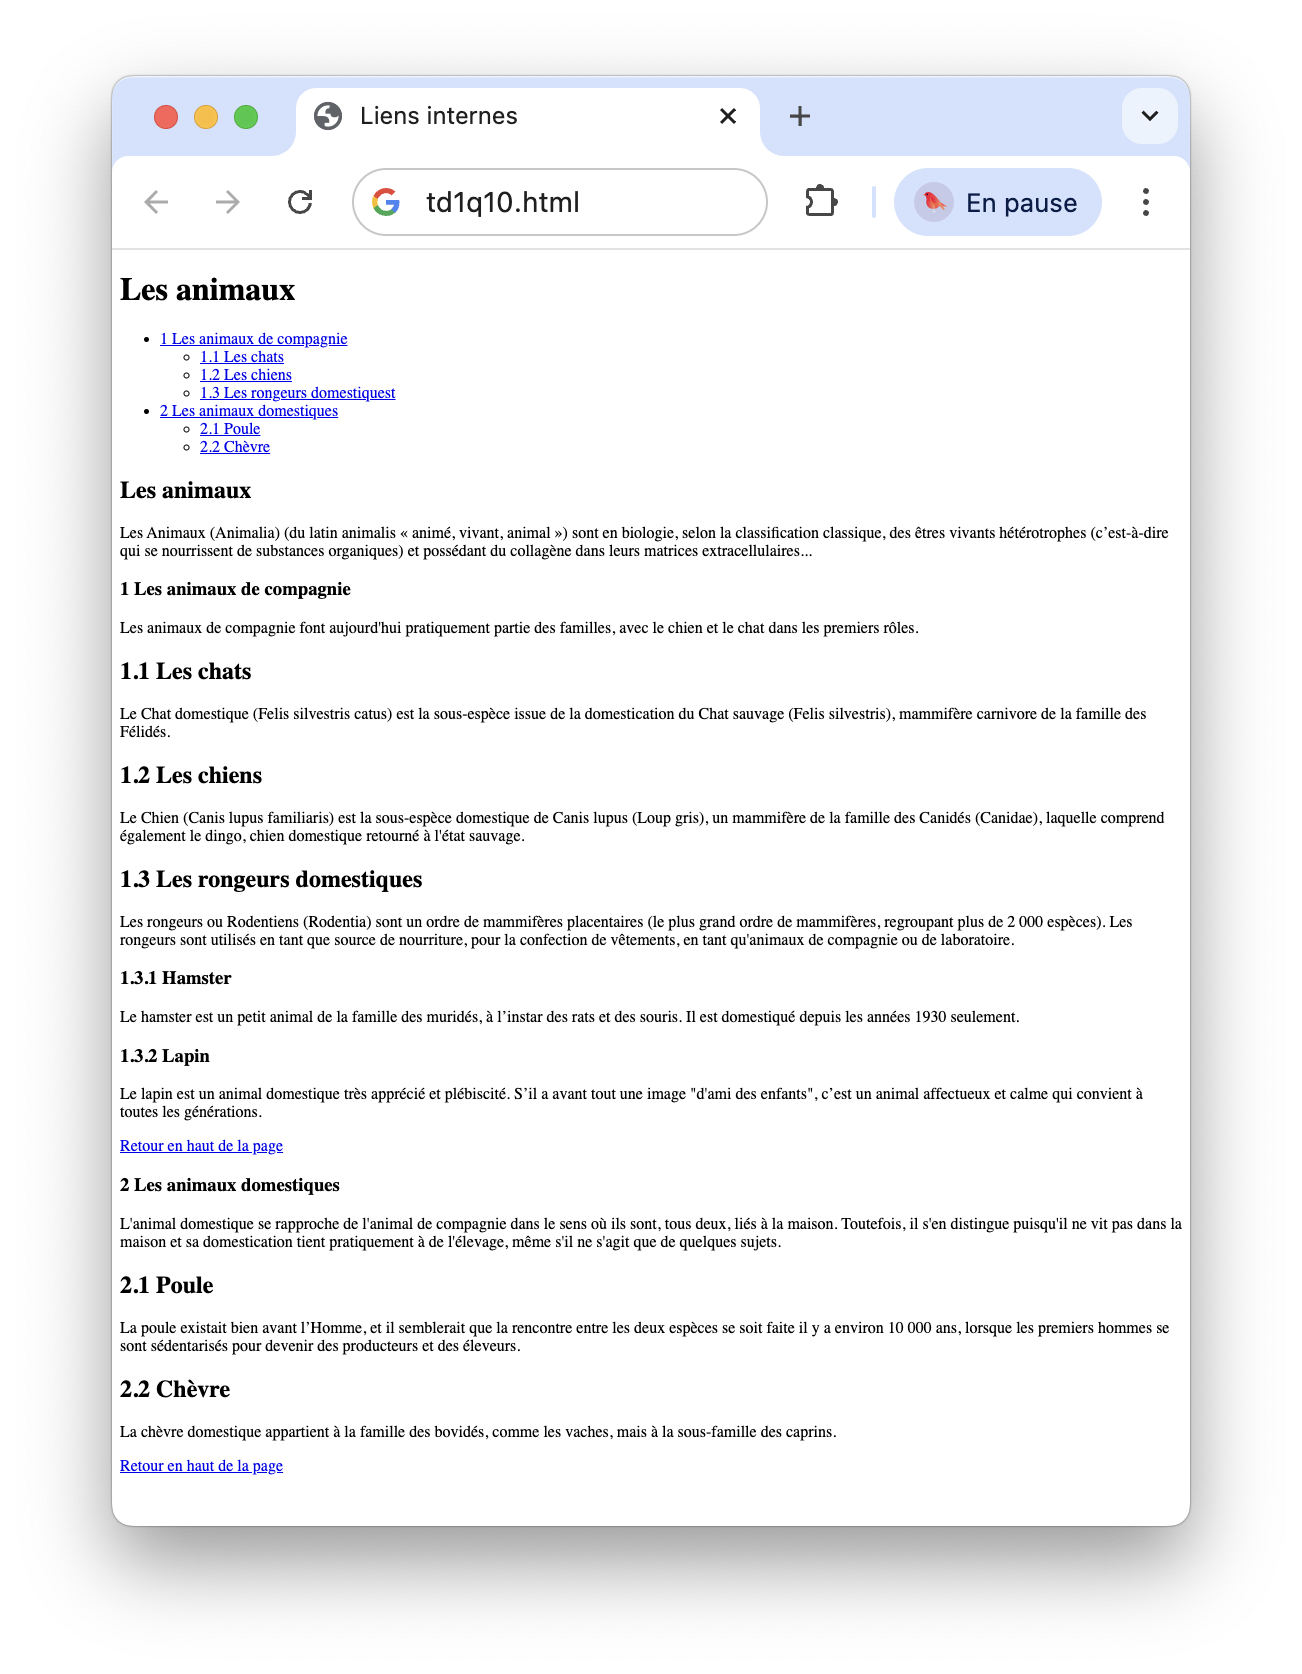 Liens internes
td1q10.html
En pause
Les animaux
1 Les animaux de compagnie
1.1 Les chats
1.2 Les chiens
1.3 Les rongeurs domestiquest
2 Les animaux domestiques
2.1 Poule
2.2 Chèvre
Les animaux
Les Animaux (Animalia) (du latin animalis « animé, vivant, animal ») sont en biologie, selon la classification classique, des êtres vivants hétérotrophes (c’est-à-dire
qui se nourrissent de substances organiques) et possédant du collagène dans leurs matrices extracellulaires...
1 Les animaux de compagnie
Les animaux de compagnie font aujourd'hui pratiquement partie des familles, avec le chien et le chat dans les premiers rôles.
1.1 Les chats
Le Chat domestique (Felis silvestris catus) est la sous-espèce issue de la domestication du Chat sauvage (Felis silvestris), mammifère carnivore de la famille des
Félidés.
1.2 Les chiens
Le Chien (Canis lupus familiaris) est la sous-espèce domestique de Canis lupus (Loup gris), un mammifère de la famille des Canidés (Canidae), laquelle comprend
également le dingo, chien domestique retourné à l'état sauvage.
1.3 Les rongeurs domestiques
Les rongeurs ou Rodentiens (Rodentia) sont un ordre de mammifères placentaires (le plus grand ordre de mammifères, regroupant plus de 2 000 espèces). Les
rongeurs sont utilisés en tant que source de nourriture, pour la confection de vêtements, en tant qu'animaux de compagnie ou de laboratoire.
1.3.1 Hamster
Le hamster est un petit animal de la famille des muridés, à l’instar des rats et des souris. Il est domestiqué depuis les années 1930 seulement.
1.3.2 Lapin
Le lapin est un animal domestique très apprécié et plébiscité. S’il a avant tout une image "d'ami des enfants", c’est un animal affectueux et calme qui convient à
toutes les générations.
Retour en haut de la page
2 Les animaux domestiques
L'animal domestique se rapproche de l'animal de compagnie dans le sens où ils sont, tous deux, liés à la maison. Toutefois, il s'en distingue puisqu'il ne vit pas dans la
maison et sa domestication tient pratiquement à de l'élevage, même s'il ne s'agit que de quelques sujets.
2.1 Poule
La poule existait bien avant l’Homme, et il semblerait que la rencontre entre les deux espèces se soit faite il y a environ 10 000 ans, lorsque les premiers hommes se
sont sédentarisés pour devenir des producteurs et des éleveurs.
2.2 Chèvre
La chèvre domestique appartient à la famille des bovidés, comme les vaches, mais à la sous-famille des caprins.
Retour en haut de la page